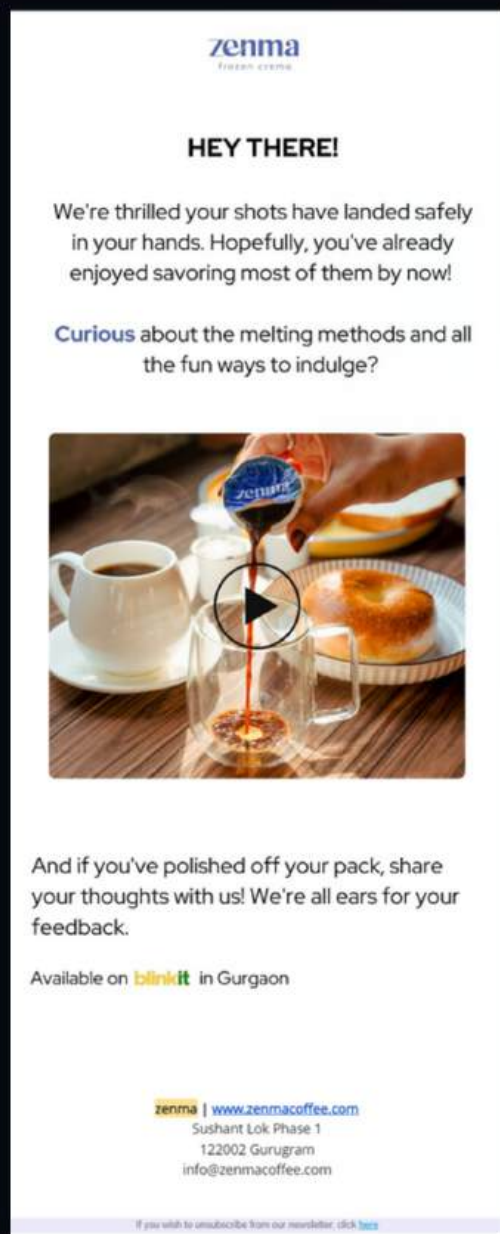 zenma
frozen crema
HEY THERE!
We're thrilled your shots have landed safely
in your hands. Hopefully, you've already
enjoyed savoring most of them by now!
Curious about the melting methods and all
the fun ways to indulge?
zenma
And if you've polished off your pack, share
your thoughts with us! We're all ears for your
feedback.
Available on blinkit in Gurgaon
zenma | www.zenmacoffee.com
Sushant Lok Phase 1
122002 Gurugram
info@zenmacoffee.com
If you wish to unsubscribe from our newsletter, click here